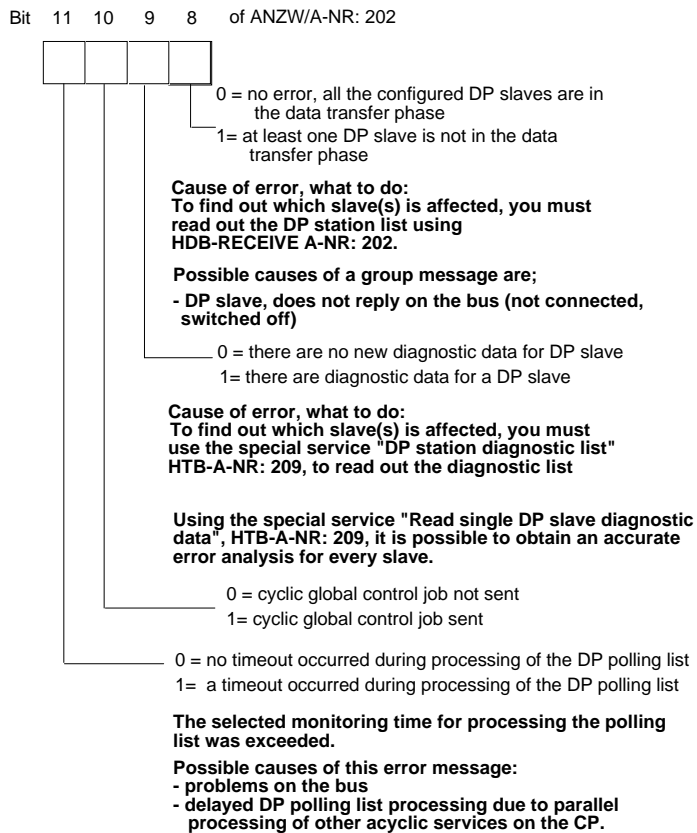 Bit 11 10 9 8 of ANZW/A-NR: 202
0 = no error, all the configured DP slaves are in
the data transfer phase
1= at least one DP slave is not in the data
transfer phase
Cause of error, what to do:
To find out which slave(s) is affected, you must
read out the DP station list using
HDB-RECEIVE A-NR: 202.
Possible causes of a group message are;
- DP slave, does not reply on the bus (not connected,
switched off)
0 = there are no new diagnostic data for DP slave
1= there are diagnostic data for a DP slave
Cause of error, what to do:
To find out which slave(s) is affected, you must
use the special service "DP station diagnostic list"
HTB-A-NR: 209, to read out the diagnostic list
Using the special service "Read single DP slave diagnostic
data", HTB-A-NR: 209, it is possible to obtain an accurate
error analysis for every slave.
0 = cyclic global control job not sent
1= cyclic global control job sent
0 = no timeout occurred during processing of the DP polling list
1= a timeout occurred during processing of the DP polling list
The selected monitoring time for processing the polling
list was exceeded.
Possible causes of this error message:
- problems on the bus
- delayed DP polling list processing due to parallel
processing of other acyclic services on the CP.